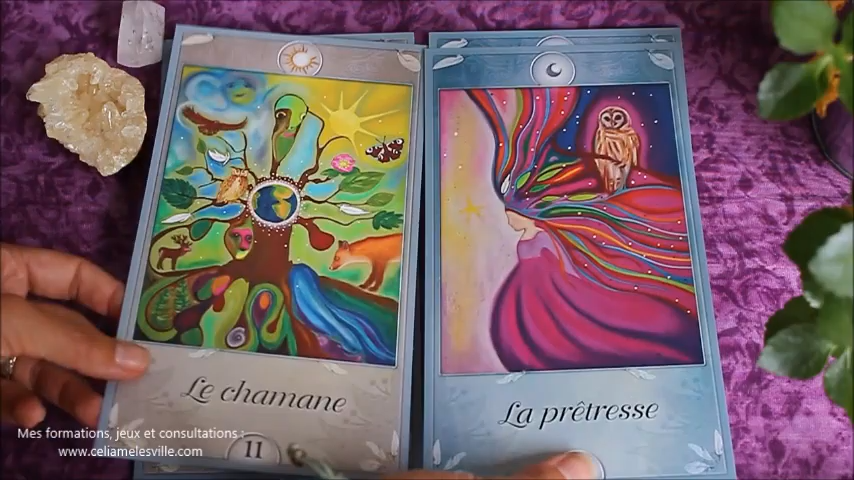 Le chamane
La prêtresse
11
Mes formations, jeux et consultations :
www.celiamelesville.com